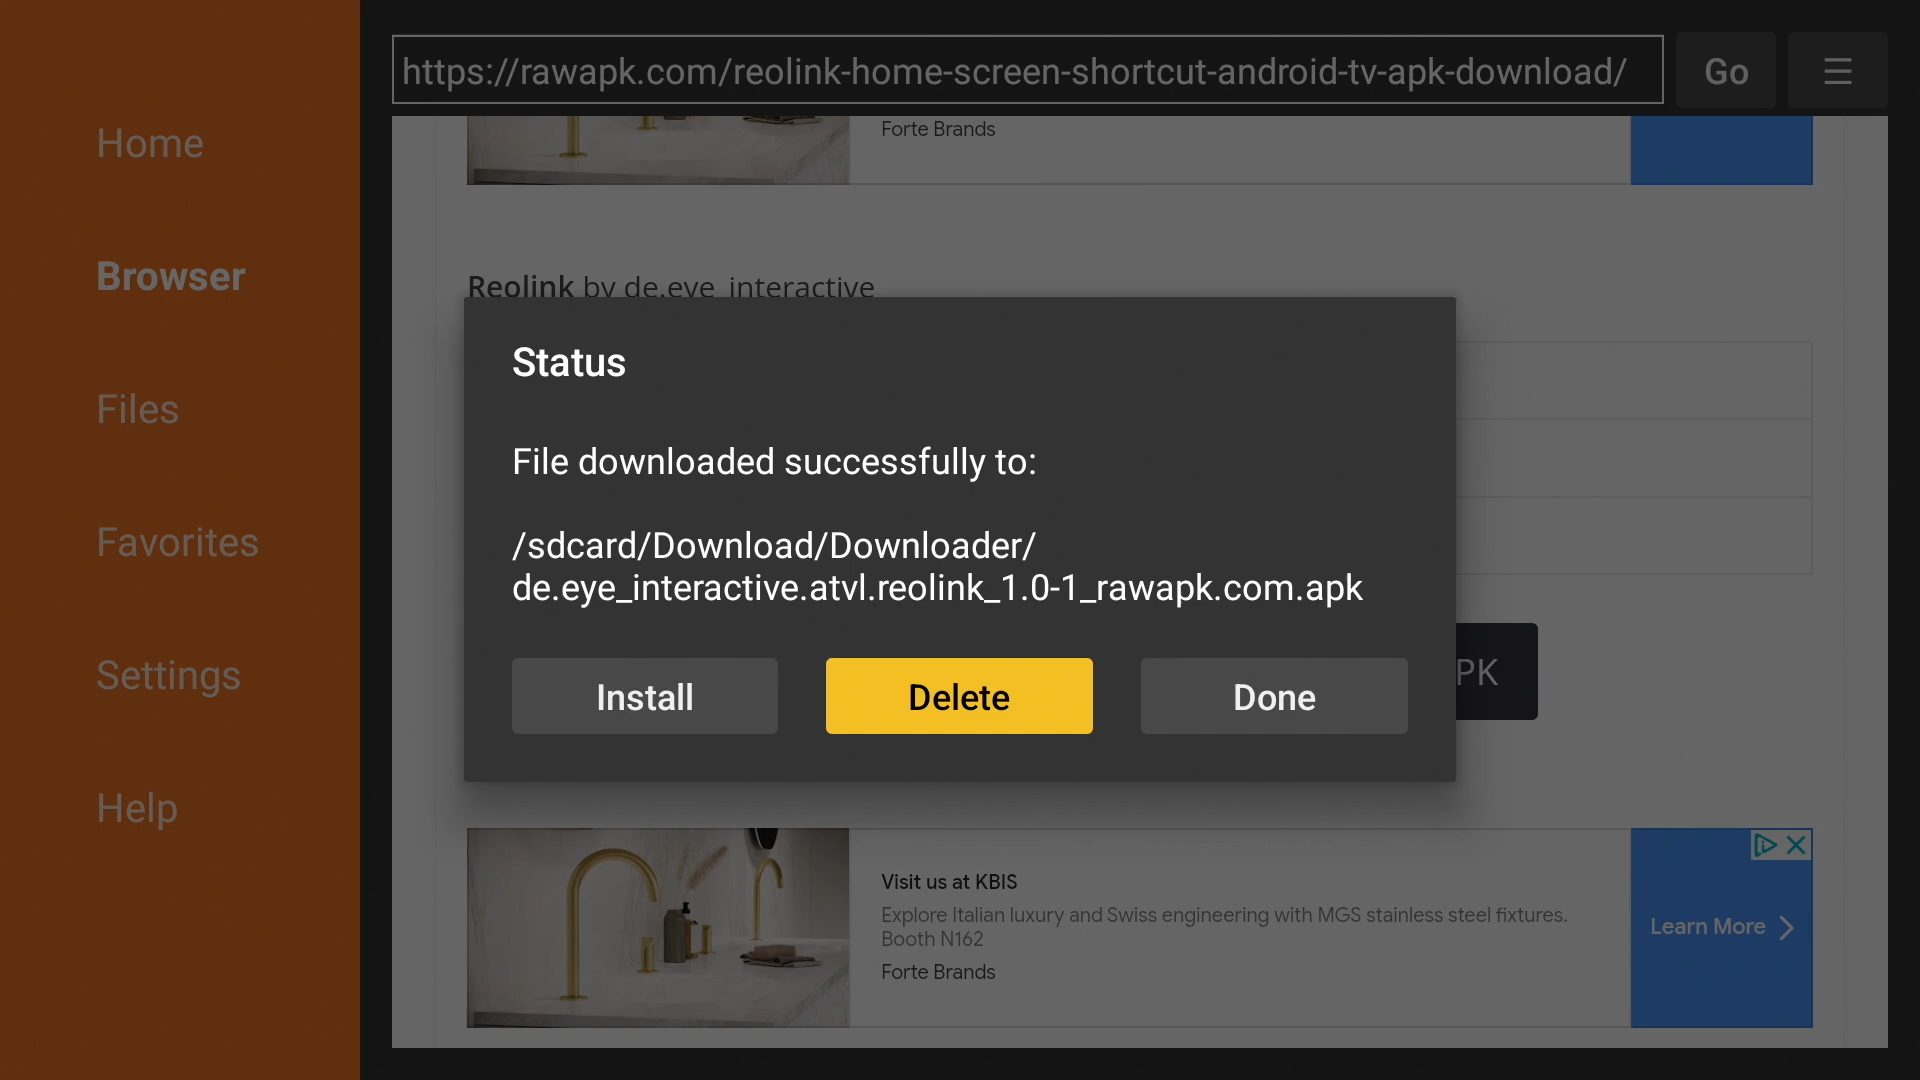 https://rawapk.com/reolink-home-screen-shortcut-android-tv-apk-download/
Go
Home
Browser
Files
Favorites
Settings
Help
Forte Brands
Reolink by de.eye_interactive
Status
File downloaded successfully to:
/sdcard/Download/Downloader/
de.eye_interactive.atvl.reolink_1.0-1_rawapk.com.apk
Install
Delete
Done
PK
Visit us at KBIS
Explore Italian luxury and Swiss engineering with MGS stainless steel fixtures.
Booth N162
Forte Brands
Learn More